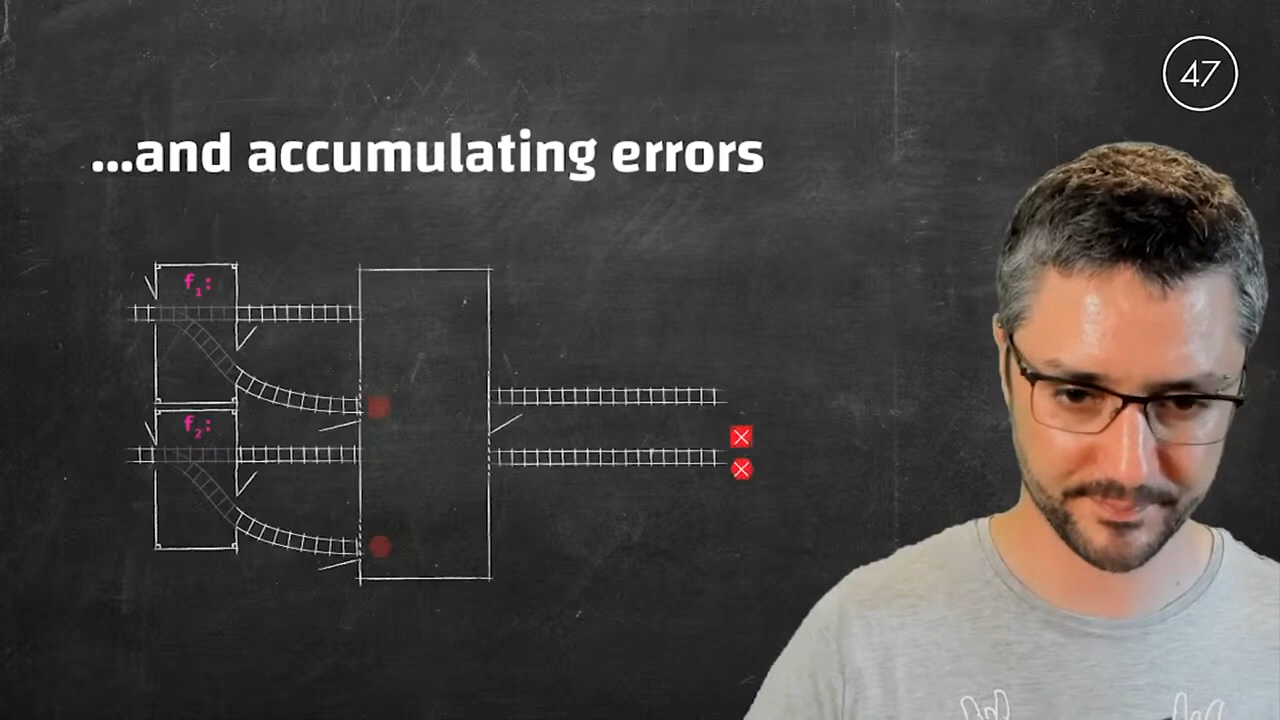 47
...and accumulating errors
f₁:
f₂: